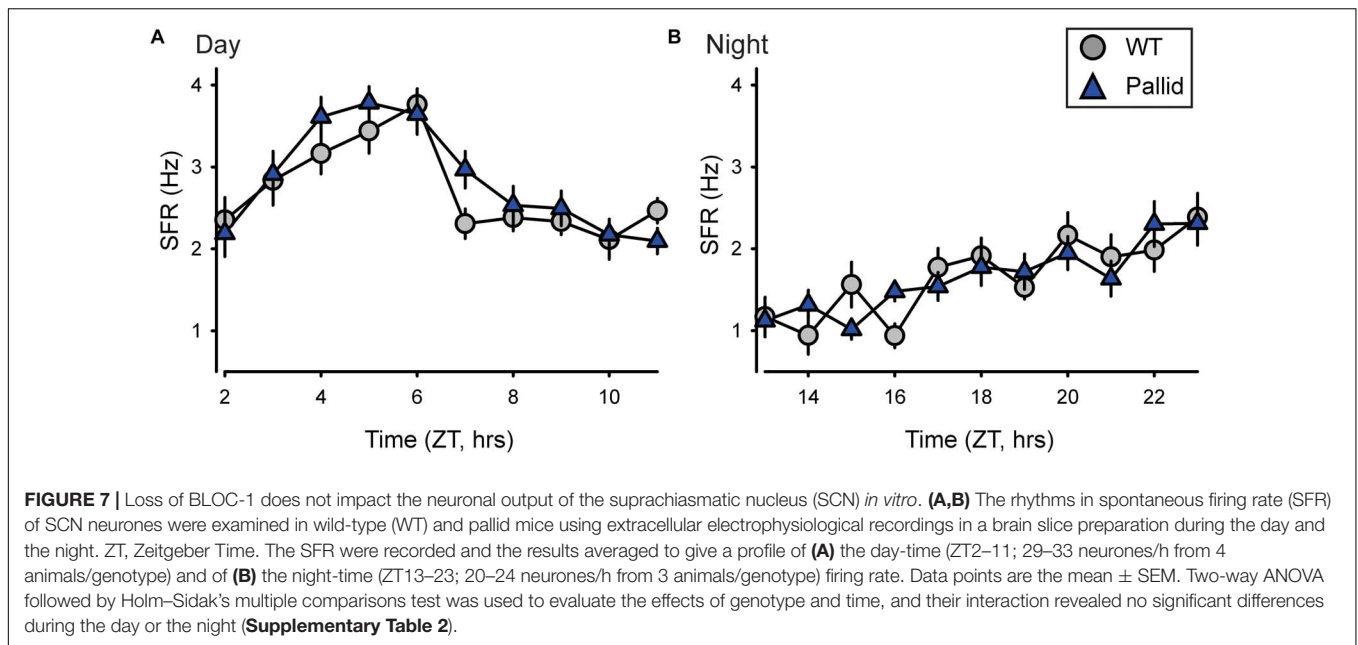 A Day
B Night
WT
Pallid
4
3
2
1
SFR (Hz)
2 4 6 8 10
Time (ZT, hrs)
4
3
2
1
SFR (Hz)
14 16 18 20 22
Time (ZT, hrs)
FIGURE 7 | Loss of BLOC-1 does not impact the neuronal output of the suprachiasmatic nucleus (SCN) in vitro. (A,B) The rhythms in spontaneous firing rate (SFR)
of SCN neurones were examined in wild-type (WT) and pallid mice using extracellular electrophysiological recordings in a brain slice preparation during the day and
the night. ZT, Zeitgeber Time. The SFR were recorded and the results averaged to give a profile of (A) the day-time (ZT2–11; 29–33 neurones/h from 4
animals/genotype) and of (B) the night-time (ZT13–23; 20–24 neurones/h from 3 animals/genotype) firing rate. Data points are the mean ± SEM. Two-way ANOVA
followed by Holm–Sidak's multiple comparisons test was used to evaluate the effects of genotype and time, and their interaction revealed no significant differences
during the day or the night (Supplementary Table 2).